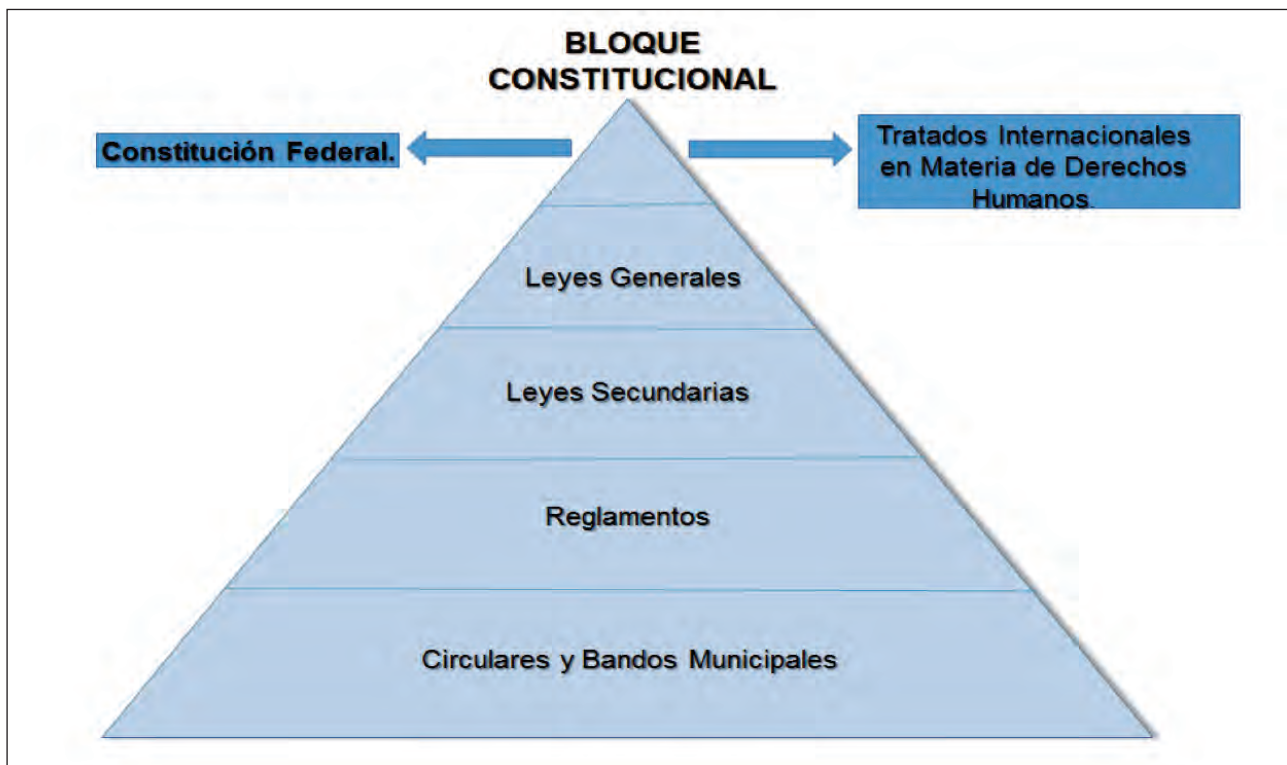 BLOQUE
CONSTITUCIONAL
Constitución Federal.
Tratados Internacionales
en Materia de Derechos
Humanos.
Leyes Generales
Leyes Secundarias
Reglamentos
Circulares y Bandos Municipales